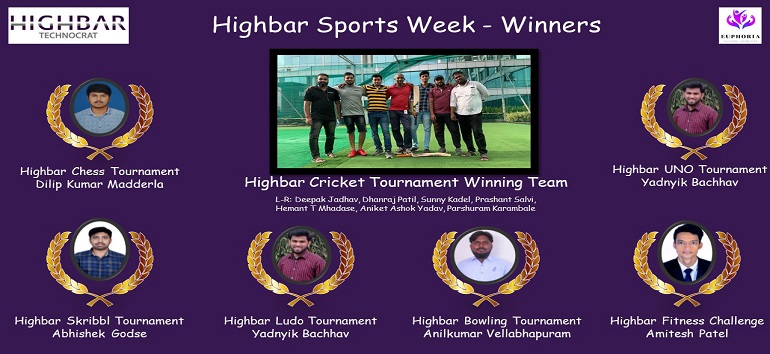 HIGHBAR
TECHNOCRAT
Highbar Sports Week - Winners
EUPHORIA
Highbar Chess Tournament
Dilip Kumar Madderla
Highbar Cricket Tournament Winning Team
L-R: Deepak Jadhav, Dhanraj Patil, Sunny Kadel, Prashant Salvi,
Hemant T Mhadase, Aniket Ashok Yadav, Parshuram Karambale
Highbar UNO Tournament
Yadnyik Bachhav
Highbar Skribbl Tournament
Abhishek Godse
Highbar Ludo Tournament
Yadnyik Bachhav
Highbar Bowling Tournament
Anilkumar Vellabhapuram
Highbar Fitness Challenge
Amitesh Patel